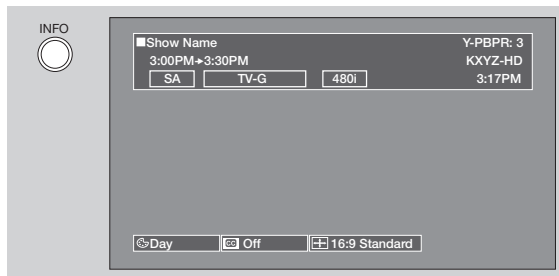 INFO
■Show Name Y-PBPR: 3
3:00PM→3:30PM KXYZ-HD
SA TV-G 480i 3:17PM
Day CC Off 16:9 Standard